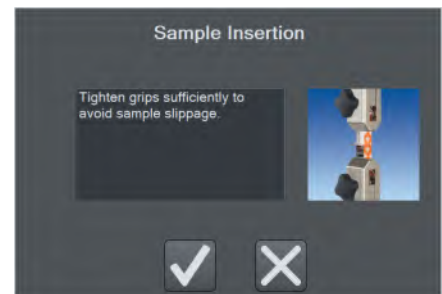 Sample Insertion
Tighten grips sufficiently to
avoid sample slippage.